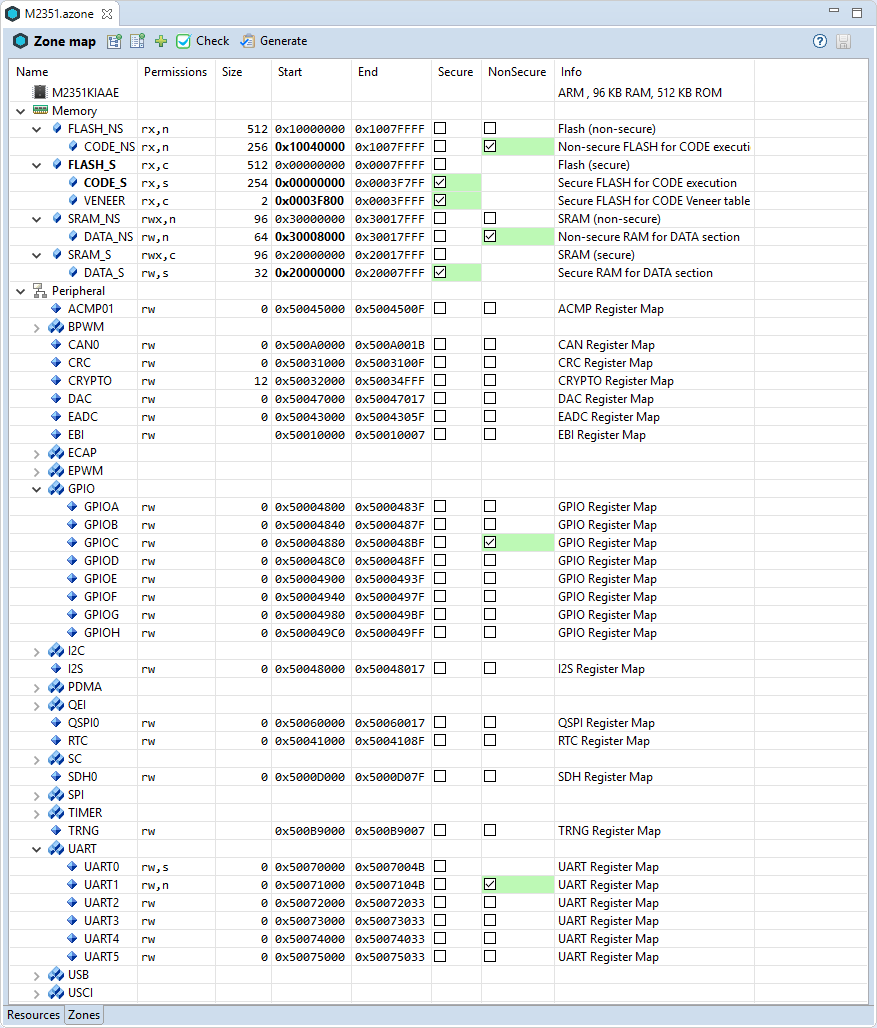 M2351.azone
Zone map Check Generate
Name Permissions Size Start End Secure NonSecure Info
M2351KIAAE ARM , 96 KB RAM, 512 KB ROM
Memory
FLASH_NS rx,n 512 0x10000000 0x1007FFFF Flash (non-secure)
CODE_NS rx,n 256 0x10040000 0x1007FFFF Non-secure FLASH for CODE executi
FLASH_S rx,c 512 0x00000000 0x0007FFFF Flash (secure)
CODE_S rx,s 254 0x00000000 0x0003F7FF Secure FLASH for CODE execution
VENEER rx,c 2 0x0003F800 0x0003FFFF Secure FLASH for CODE Veneer table
SRAM_NS rwx,n 96 0x30000000 0x30017FFF SRAM (non-secure)
DATA_NS rw,n 64 0x30008000 0x30017FFF Non-secure RAM for DATA section
SRAM_S rwx,c 96 0x20000000 0x20017FFF SRAM (secure)
DATA_S rw,s 32 0x20000000 0x20007FFF Secure RAM for DATA section
Peripheral
ACMP01 rw 0 0x50045000 0x5004500F ACMP Register Map
BPWM
CAN0 rw 0 0x500A0000 0x500A001B CAN Register Map
CRC rw 0 0x50031000 0x5003100F CRC Register Map
CRYPTO rw 12 0x50032000 0x50034FFF CRYPTO Register Map
DAC rw 0 0x50047000 0x50047017 DAC Register Map
EADC rw 0 0x50043000 0x5004305F EADC Register Map
EBI rw 0x50010000 0x50010007 EBI Register Map
ECAP
EPWM
GPIO
GPIOA rw 0 0x50004800 0x5000483F GPIO Register Map
GPIOB rw 0 0x50004840 0x5000487F GPIO Register Map
GPIOC rw 0 0x50004880 0x500048BF GPIO Register Map
GPIOD rw 0 0x500048C0 0x500048FF GPIO Register Map
GPIOE rw 0 0x50004900 0x5000493F GPIO Register Map
GPIOF rw 0 0x50004940 0x5000497F GPIO Register Map
GPIOG rw 0 0x50004980 0x500049BF GPIO Register Map
GPIOH rw 0 0x500049C0 0x500049FF GPIO Register Map
I2C
I2S rw 0 0x50048000 0x50048017 I2S Register Map
PDMA
QEI
QSPI0 rw 0 0x50060000 0x50060017 QSPI Register Map
RTC rw 0 0x50041000 0x5004108F RTC Register Map
SC
SDH0 rw 0 0x5000D000 0x5000D07F SDH Register Map
SPI
TIMER
TRNG rw 0x500B9000 0x500B9007 TRNG Register Map
UART
UART0 rw,s 0 0x50070000 0x5007004B UART Register Map
UART1 rw,n 0 0x50071000 0x5007104B UART Register Map
UART2 rw 0 0x50072000 0x50072033 UART Register Map
UART3 rw 0 0x50073000 0x50073033 UART Register Map
UART4 rw 0 0x50074000 0x50074033 UART Register Map
UART5 rw 0 0x50075000 0x50075033 UART Register Map
USB
USCI
Resources Zones